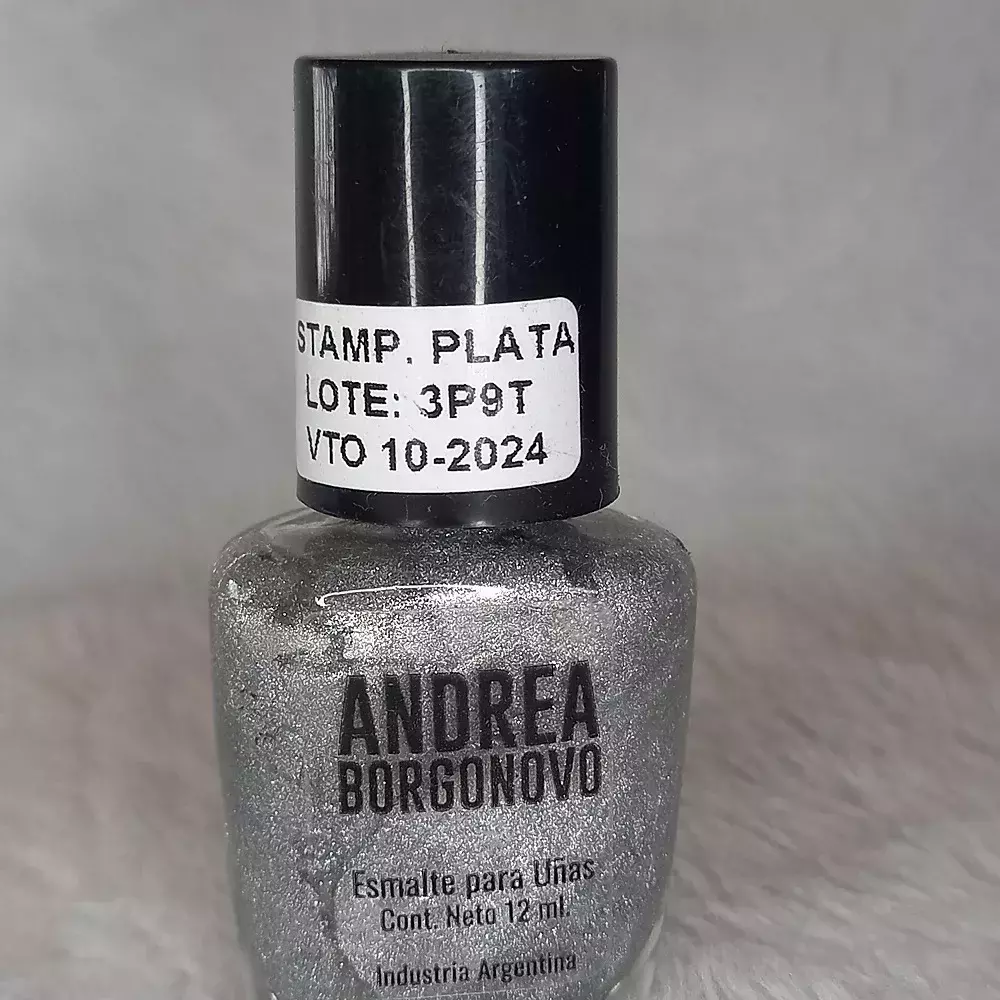 STAMP. PLATA
LOTE: 3P9T
VTO 10-2024
ANDREA
BORGONOVO
Esmalte para Uñas
Cont. Neto 12 ml.
Industria Argentina